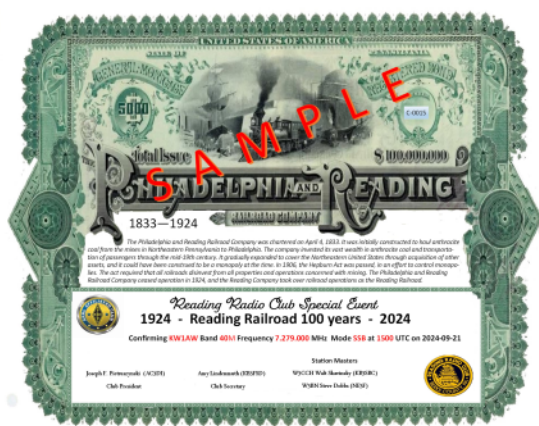 UNITED STATES OF AMERICA
STATE OF PENNSYLVANIA
GENERAL MORTGAGE
5000
C-0025
SAMPLE
Total Issue $100,000,000
PHILADELPHIA AND READING
RAILROAD COMPANY
1833—1924
The Philadelphia and Reading Railroad Company was chartered on April 4, 1833. It was initially constructed to haul anthracite
coal from the mines in Northeastern Pennsylvania to Philadelphia. The company invested its vast wealth in anthracite coal and transporta-
tion of passengers through the mid-19th century. It gradually expanded to cover the Northeastern United States through acquisition of other
assets, and it could have been construed to be a monopoly at the time. In 1906, the Hepburn Act was passed, in an effort to control monopo-
lies. The act required that all railroads disinvest from all properties and operations concerned with mining. The Philadelphia and Reading
Railroad Company ceased operation in 1924, and the Reading Company took over railroad operations as the Reading Railroad.
Reading Radio Club Special Event
1924 - Reading Railroad 100 years - 2024
Confirming KW1AW Band 40M Frequency 7.279.000 MHz Mode SSB at 1500 UTC on 2024-09-21
Station Masters
Club President
Club Secretary
READING RADIO CLUB